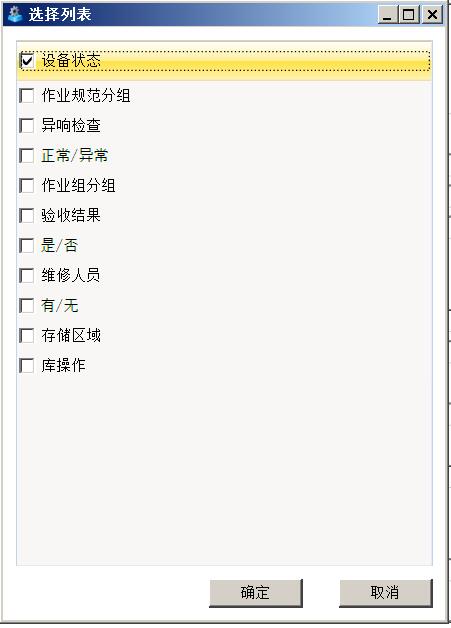 选择列表
设备状态
作业规范分组
异响检查
正常/异常
作业组分组
验收结果
是/否
维修人员
有/无
存储区域
库操作
确定
取消